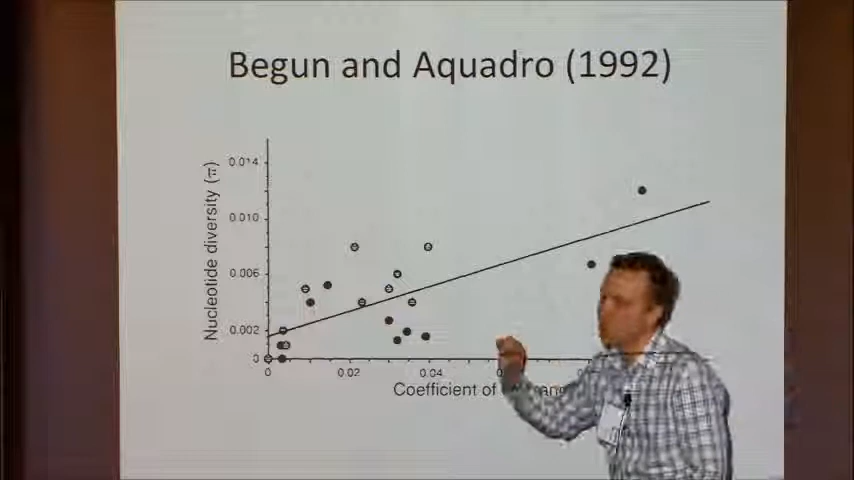 Begun and Aquadro (1992)
0.014
0.010
Nucleotide diversity (π)
0.006
0.002
0
0 0.02 0.04
Coefficient of